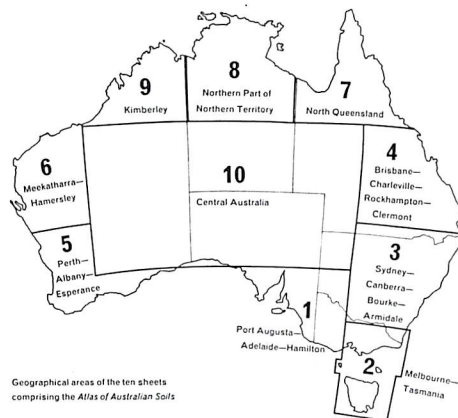 8
Northern Part of
Northern Territory
9
Kimberley
7
North Queensland
6
Meekatharra—
Hamersley
10
Central Australia
4
Brisbane—
Charleville—
Rockhampton—
Clermont
5
Perth—
Albany—
Esperance
3
Sydney—
Canberra—
Bourke—
Armidale
1
Port Augusta—
Adelaide—Hamilton
2
Melbourne—
Tasmania
Geographical areas of the ten sheets
comprising the Atlas of Australian Soils